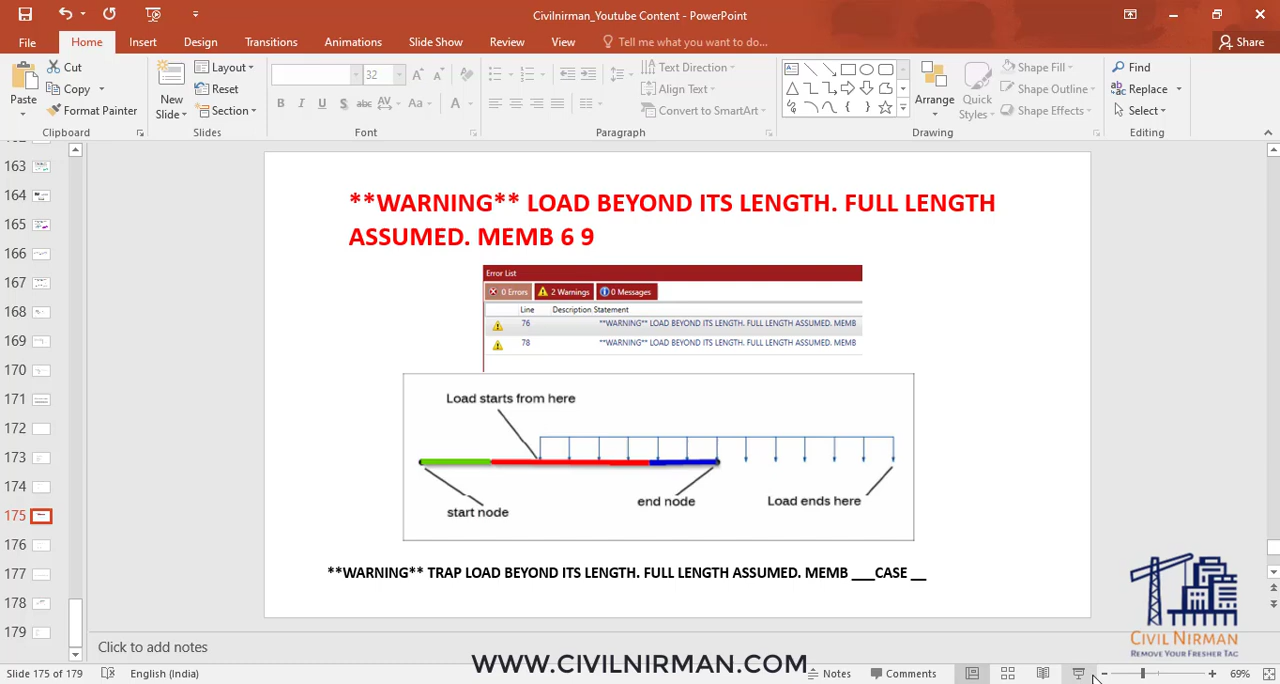 Civilnirman_Youtube Content - PowerPoint
File Home Insert Design Transitions Animations Slide Show Review View Tell me what you want to do... Share
Paste
Cut
Copy
Format Painter
Clipboard
New
Slide
Layout
Reset
Section
Slides
32
B I U S abc AV Aa A
Font
Text Direction
Align Text
Convert to SmartArt
Paragraph
Arrange
Quick
Styles
Shape Fill
Shape Outline
Shape Effects
Drawing
Find
Replace
Select
Editing
163
164
165
166
167
168
169
170
171
172
173
174
175
176
177
178
179
**WARNING** LOAD BEYOND ITS LENGTH. FULL LENGTH
ASSUMED. MEMB 6 9
Error List
0 Errors 2 Warnings 0 Messages
Line Description Statement
76 **WARNING** LOAD BEYOND ITS LENGTH. FULL LENGTH ASSUMED. MEMB
78 **WARNING** LOAD BEYOND ITS LENGTH. FULL LENGTH ASSUMED. MEMB
Load starts from here
start node
end node
Load ends here
**WARNING** TRAP LOAD BEYOND ITS LENGTH. FULL LENGTH ASSUMED. MEMB ___CASE __
CIVIL NIRMAN
REMOVE YOUR FRESHER TAC
Click to add notes
WWW.CIVILNIRMAN.COM
Slide 175 of 179 English (India) Notes Comments 69%